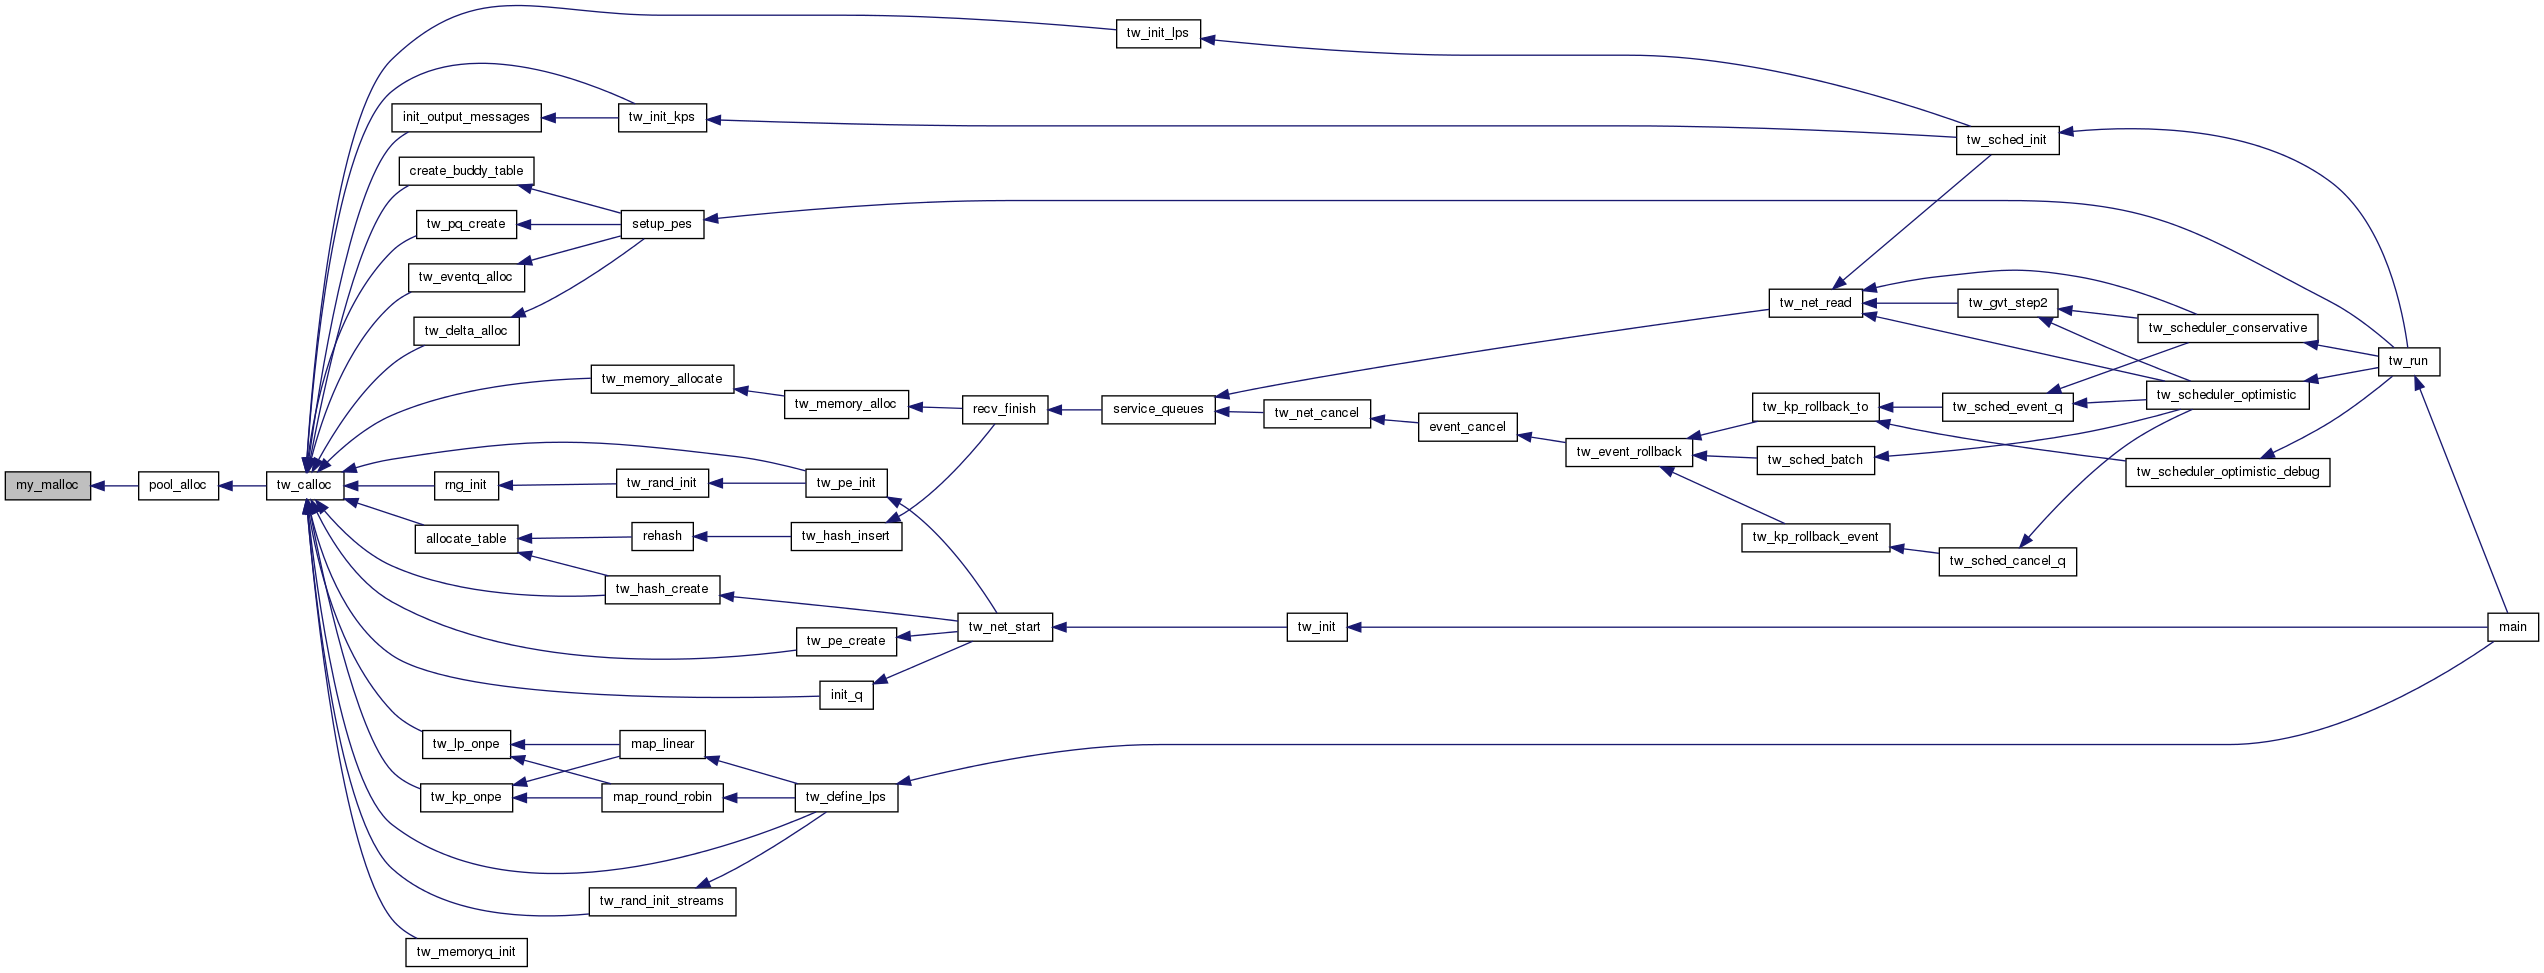 my_malloc
pool_alloc
tw_calloc
tw_init_lps
init_output_messages
tw_init_kps
create_buddy_table
tw_pq_create
setup_pes
tw_eventq_alloc
tw_delta_alloc
tw_memory_allocate
tw_memory_alloc
recv_finish
service_queues
rng_init
tw_rand_init
tw_pe_init
allocate_table
rehash
tw_hash_insert
tw_hash_create
tw_pe_create
tw_net_start
init_q
tw_lp_onpe
map_linear
tw_kp_onpe
map_round_robin
tw_define_lps
tw_rand_init_streams
tw_memoryq_init
tw_net_cancel
event_cancel
tw_event_rollback
tw_init
tw_sched_init
tw_net_read
tw_gvt_step2
tw_scheduler_conservative
tw_kp_rollback_to
tw_sched_event_q
tw_scheduler_optimistic
tw_sched_batch
tw_scheduler_optimistic_debug
tw_kp_rollback_event
tw_sched_cancel_q
tw_run
main